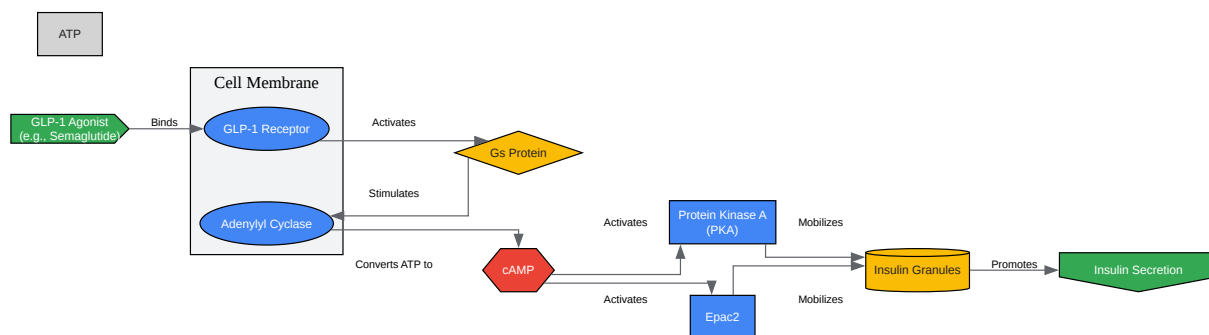 ATP
Cell Membrane
GLP-1 Agonist
(e.g., Semaglutide)
Binds
GLP-1 Receptor
Activates
Gs Protein
Stimulates
Adenylyl Cyclase
Converts ATP to
cAMP
Activates
Protein Kinase A
(PKA)
Mobilizes
Activates
Epac2
Mobilizes
Insulin Granules
Promotes
Insulin Secretion